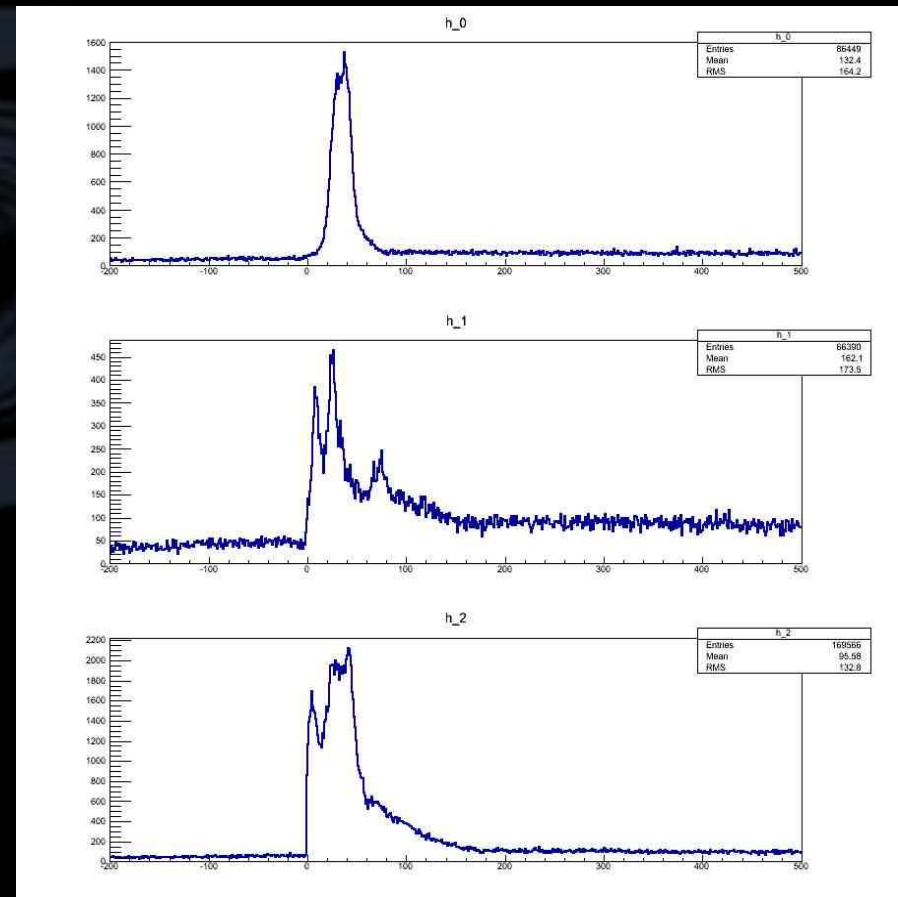 h_0
h_0
Entries 86449
Mean 132.4
RMS 164.2
1600
1400
1200
1000
800
600
400
200
0
-200 -100 0 100 200 300 400 500
h_1
h_1
Entries 66390
Mean 162.1
RMS 173.5
450
400
350
300
250
200
150
100
50
0
-200 -100 0 100 200 300 400 500
h_2
h_2
Entries 169566
Mean 95.58
RMS 132.8
2200
2000
1800
1600
1400
1200
1000
800
600
400
200
0
-200 -100 0 100 200 300 400 500